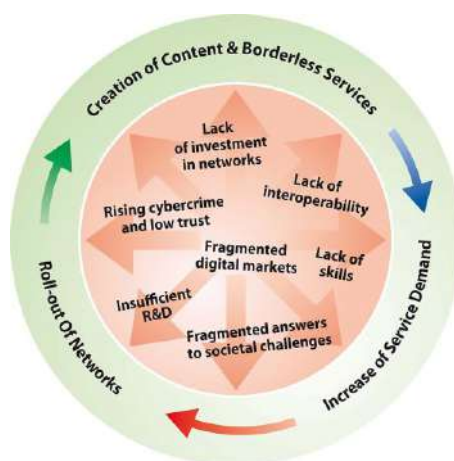 Creation of Content & Borderless Services
Lack
of investment
in networks
Lack of
interoperability
Rising cybercrime
and low trust
Fragmented
digital markets
Lack of
skills
Insufficient
R&D
Fragmented answers
to societal challenges
Increase of Service Demand
Roll-out Of Networks